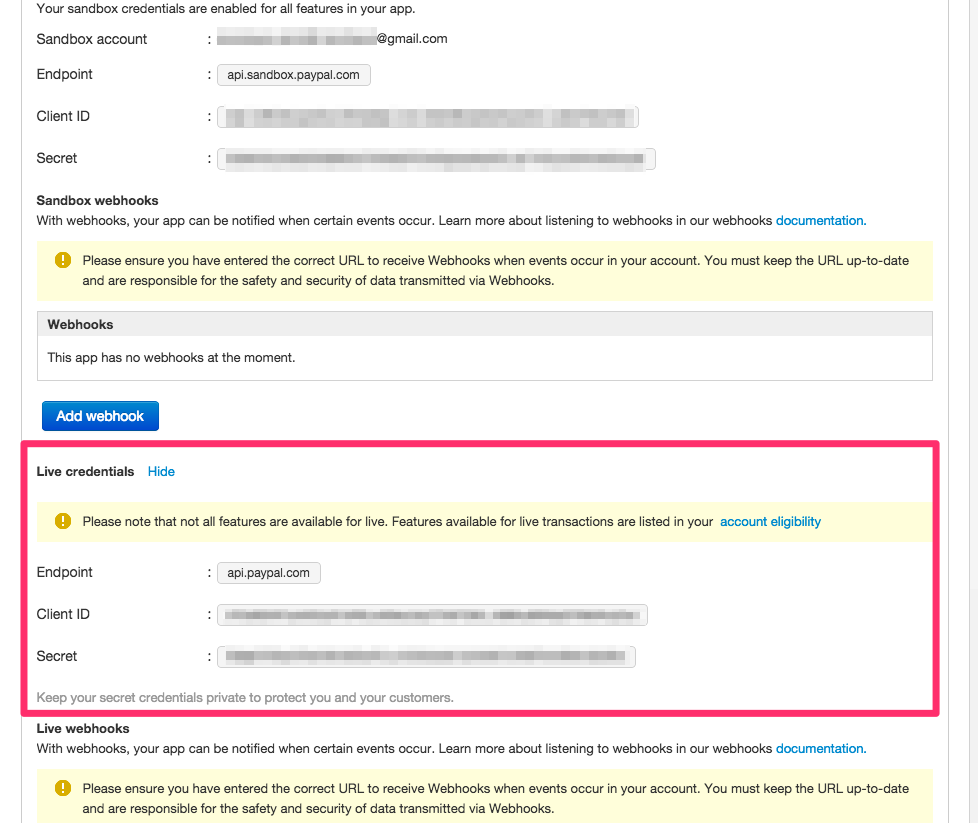 Your sandbox credentials are enabled for all features in your app.
Sandbox account : @gmail.com
Endpoint : api.sandbox.paypal.com
Client ID :
Secret :
Sandbox webhooks
With webhooks, your app can be notified when certain events occur. Learn more about listening to webhooks in our webhooks documentation.
Please ensure you have entered the correct URL to receive Webhooks when events occur in your account. You must keep the URL up-to-date
and are responsible for the safety and security of data transmitted via Webhooks.
Webhooks
This app has no webhooks at the moment.
Add webhook
Live credentials Hide
Please note that not all features are available for live. Features available for live transactions are listed in your account eligibility
Endpoint : api.paypal.com
Client ID :
Secret :
Keep your secret credentials private to protect you and your customers.
Live webhooks
With webhooks, your app can be notified when certain events occur. Learn more about listening to webhooks in our webhooks documentation.
Please ensure you have entered the correct URL to receive Webhooks when events occur in your account. You must keep the URL up-to-date
and are responsible for the safety and security of data transmitted via Webhooks.